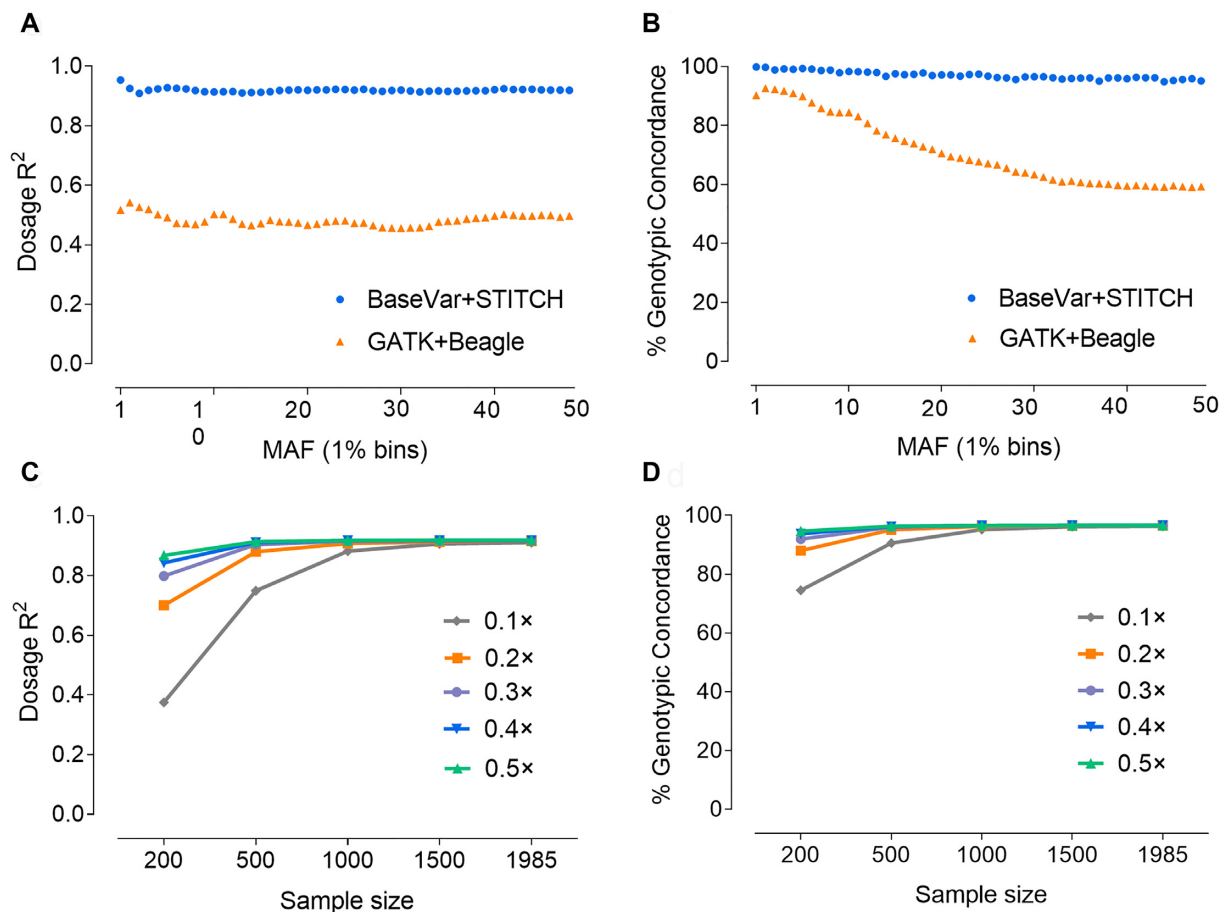 A
1.0
0.8
0.6
0.4
0.2
0.0
Dosage R²
BaseVar+STITCH
GATK+Beagle
1 10 20 30 40 50
MAF (1% bins)
B
100
80
60
40
20
0
% Genotypic Concordance
BaseVar+STITCH
GATK+Beagle
1 10 20 30 40 50
MAF (1% bins)
C
1.0
0.8
0.6
0.4
0.2
0.0
Dosage R²
0.1×
0.2×
0.3×
0.4×
0.5×
200 500 1000 1500 1985
Sample size
D d
100
80
60
40
20
0
% Genotypic Concordance
0.1×
0.2×
0.3×
0.4×
0.5×
200 500 1000 1500 1985
Sample size